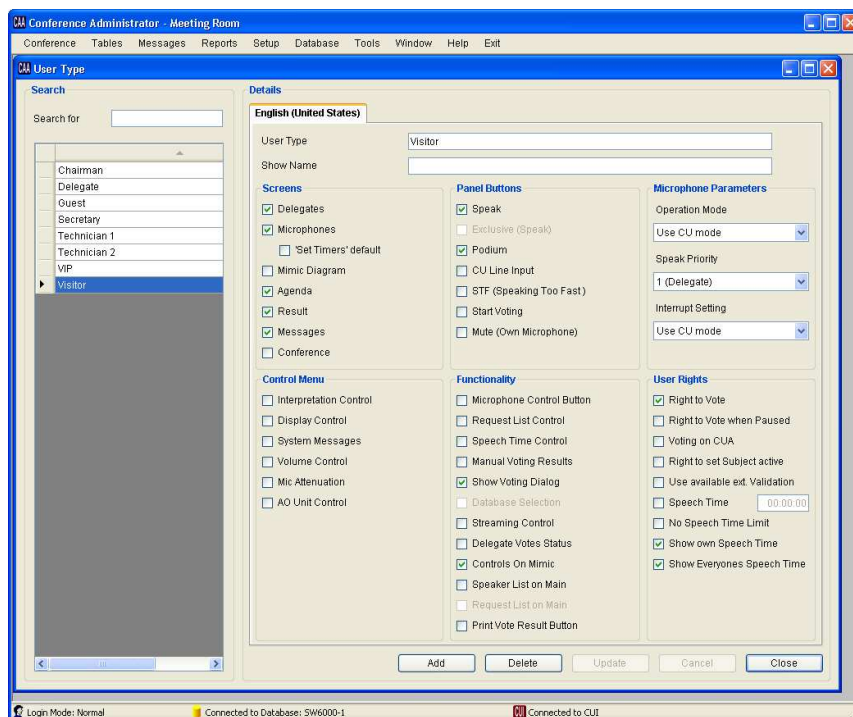 CAA Conference Administrator - Meeting Room
Conference Tables Messages Reports Setup Database Tools Window Help Exit
CAA User Type
Search
Search for
Chairman
Delegate
Guest
Secretary
Technician 1
Technician 2
VIP
Visitor
Details
English (United States)
User Type Visitor
Show Name
Screens
Delegates
Microphones
'Set Timers' default
Mimic Diagram
Agenda
Result
Messages
Conference
Panel Buttons
Speak
Exclusive (Speak)
Podium
CU Line Input
STF (Speaking Too Fast)
Start Voting
Mute (Own Microphone)
Microphone Parameters
Operation Mode
Use CU mode
Speak Priority
1 (Delegate)
Interrupt Setting
Use CU mode
Control Menu
Interpretation Control
Display Control
System Messages
Volume Control
Mic Attenuation
AO Unit Control
Functionality
Microphone Control Button
Request List Control
Speech Time Control
Manual Voting Results
Show Voting Dialog
Database Selection
Streaming Control
Delegate Votes Status
Controls On Mimic
Speaker List on Main
Request List on Main
Print Vote Result Button
User Rights
Right to Vote
Right to Vote when Paused
Voting on CUA
Right to set Subject active
Use available ext. Validation
Speech Time 00:00:00
No Speech Time Limit
Show own Speech Time
Show Everyones Speech Time
Add Delete Update Cancel Close
Login Mode: Normal Connected to Database: SW6000-1 CUI Connected to CUI